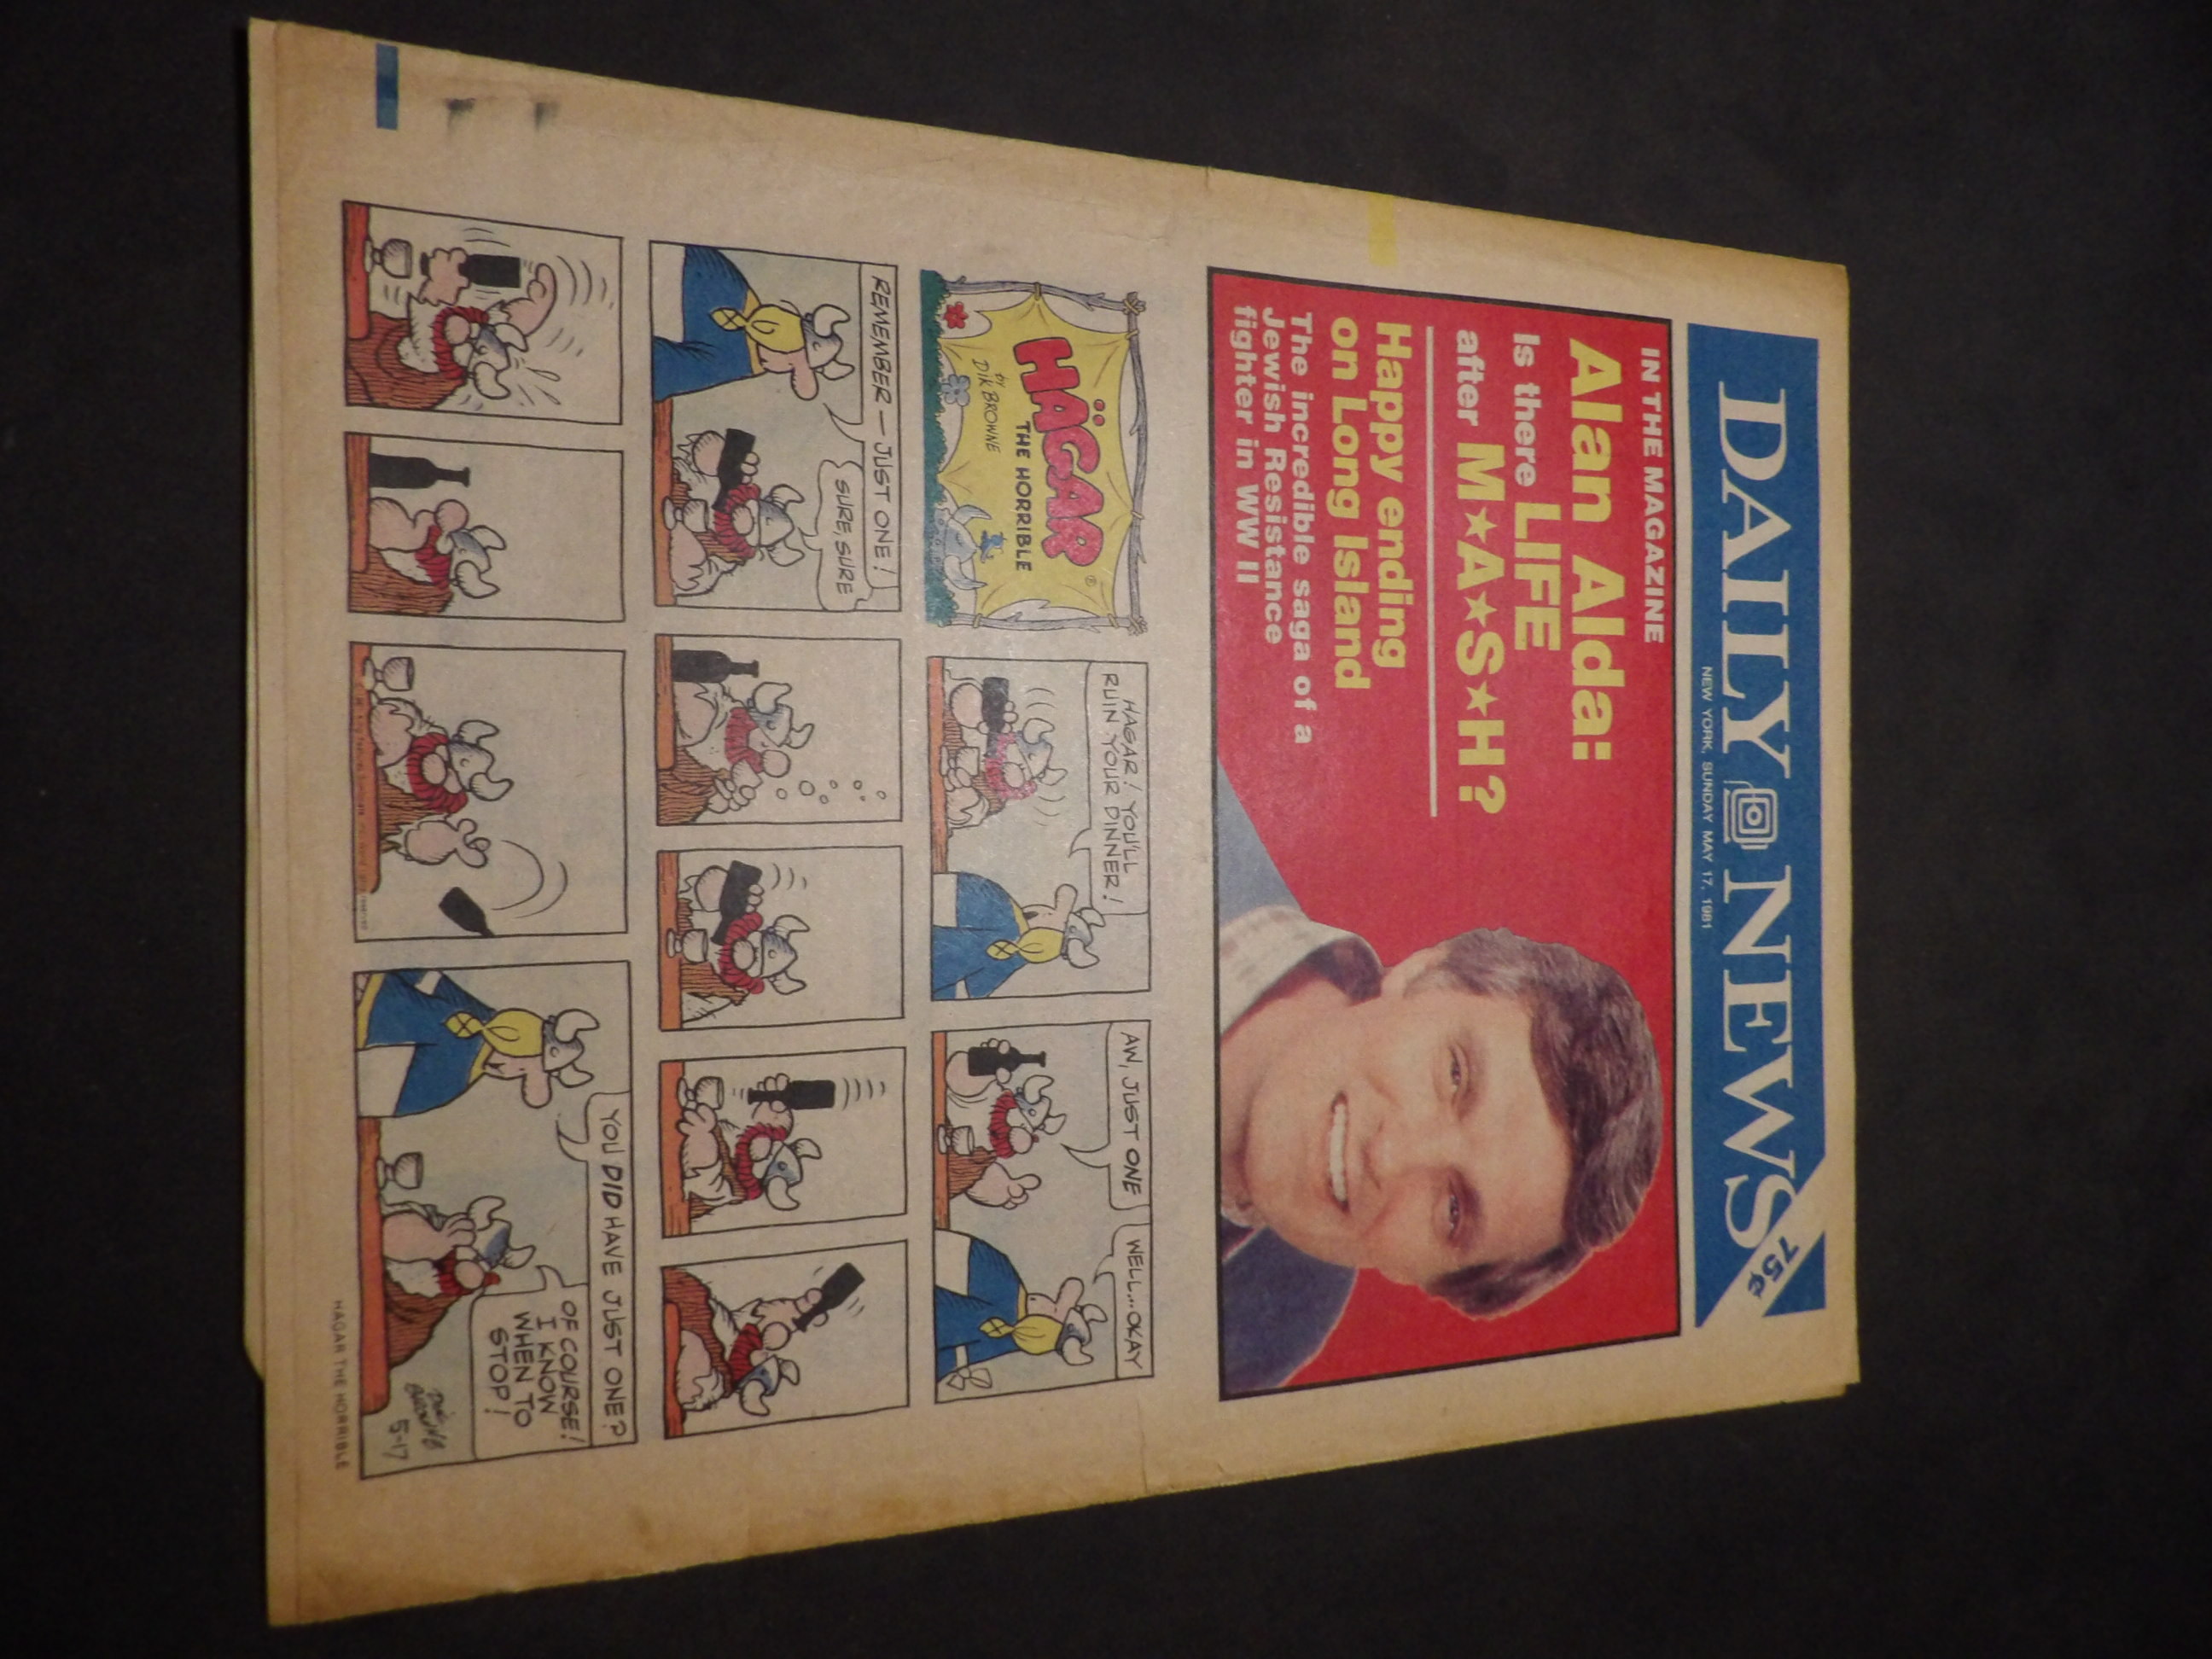 DAILY NEWS
75¢
NEW YORK, SUNDAY MAY 17, 1981
IN THE MAGAZINE
Alan Alda:
Is there LIFE
after M★A★S★H?
Happy ending
on Long Island
The incredible saga of a
Jewish Resistance
fighter in WW II
HÄGAR®
THE HORRIBLE
by
DIK BROWNE
HAGAR! YOU'LL
RUIN YOUR DINNER!
AW, JUST ONE
WELL...OKAY
REMEMBER — JUST ONE!
SURE, SURE
YOU DID HAVE JUST ONE?
OF COURSE!
I KNOW
WHEN TO
STOP!
DIK
BROWNE
5-17
HAGAR THE HORRIBLE